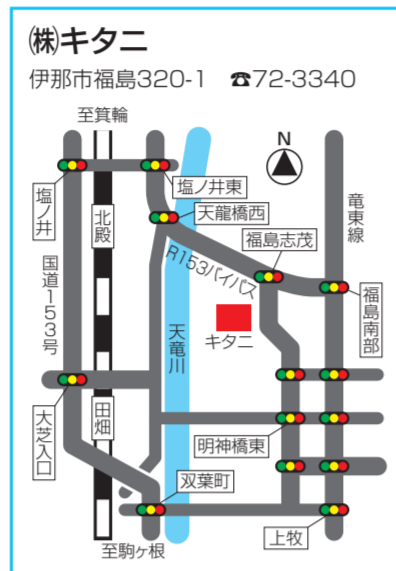 ㈱キタニ
伊那市福島320-1 ☎72-3340
至箕輪
N
塩ノ井
塩ノ井東
北殿
天龍橋西
竜東線
福島志茂
R153バイパス
国道153号
福島南部
キタニ
天竜川
大芝入口
田畑
明神橋東
双葉町
上牧
至駒ヶ根